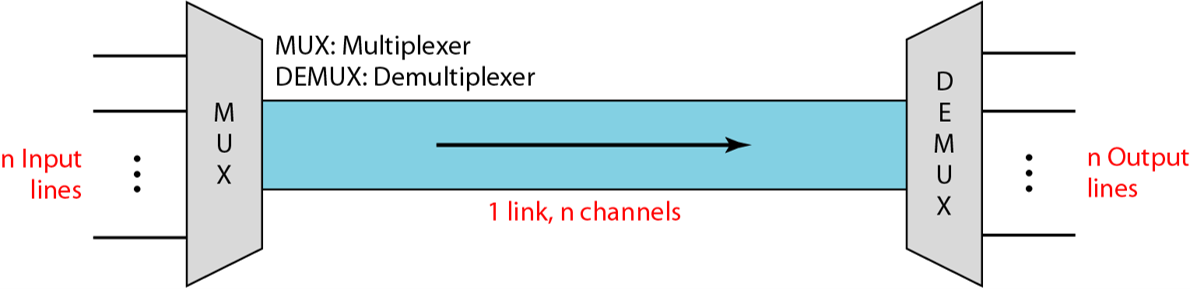 MUX: Multiplexer
DEMUX: Demultiplexer
n Input
lines
M
U
X
1 link, n channels
D
E
M
U
X
n Output
lines